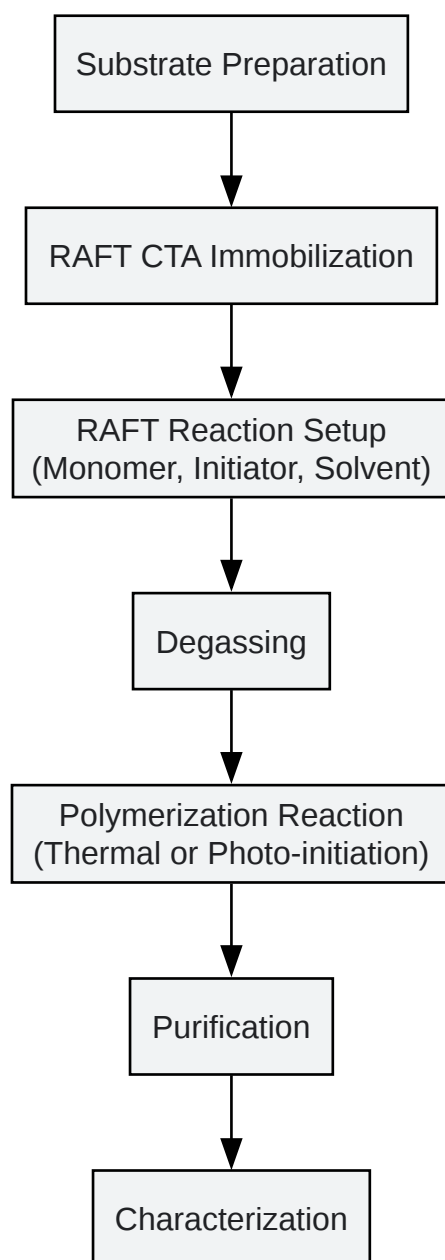 Substrate Preparation
RAFT CTA Immobilization
RAFT Reaction Setup
(Monomer, Initiator, Solvent)
Degassing
Polymerization Reaction
(Thermal or Photo-initiation)
Purification
Characterization